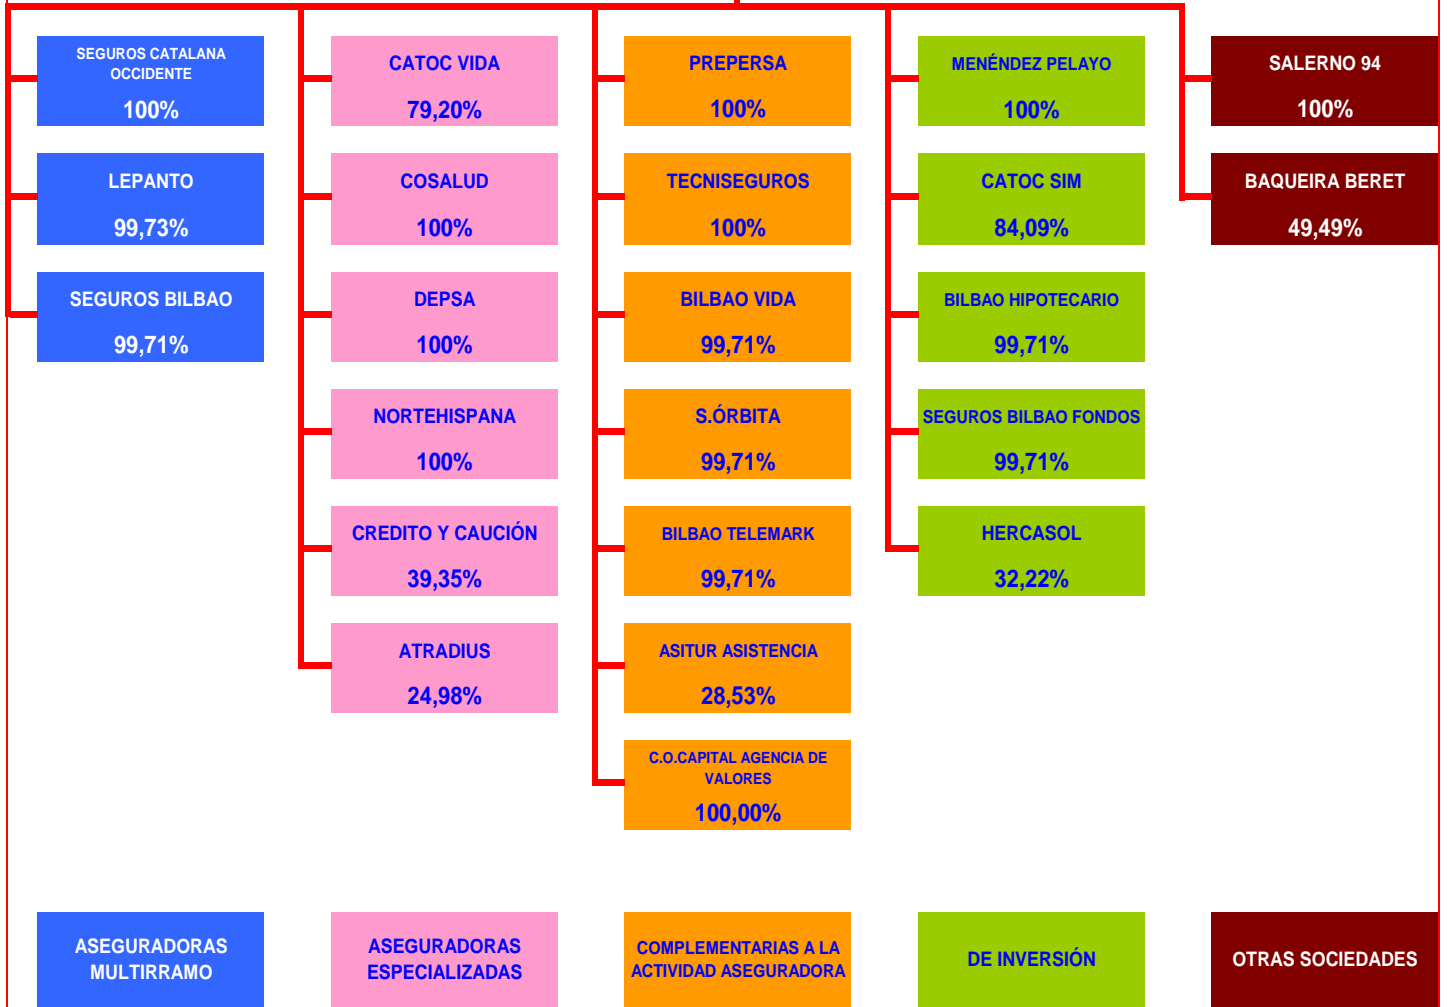 SEGUROS CATALANA
OCCIDENTE
100%
LEPANTO
99,73%
SEGUROS BILBAO
99,71%
CATOC VIDA
79,20%
COSALUD
100%
DEPSA
100%
NORTEHISPANA
100%
CREDITO Y CAUCIÓN
39,35%
ATRADIUS
24,98%
PREPERSA
100%
TECNISEGUROS
100%
BILBAO VIDA
99,71%
S.ÓRBITA
99,71%
BILBAO TELEMARK
99,71%
ASITUR ASISTENCIA
28,53%
C.O.CAPITAL AGENCIA DE
VALORES
100,00%
MENÉNDEZ PELAYO
100%
CATOC SIM
84,09%
BILBAO HIPOTECARIO
99,71%
SEGUROS BILBAO FONDOS
99,71%
HERCASOL
32,22%
SALERNO 94
100%
BAQUEIRA BERET
49,49%
ASEGURADORAS
MULTIRRAMO
ASEGURADORAS
ESPECIALIZADAS
COMPLEMENTARIAS A LA
ACTIVIDAD ASEGURADORA
DE INVERSIÓN
OTRAS SOCIEDADES